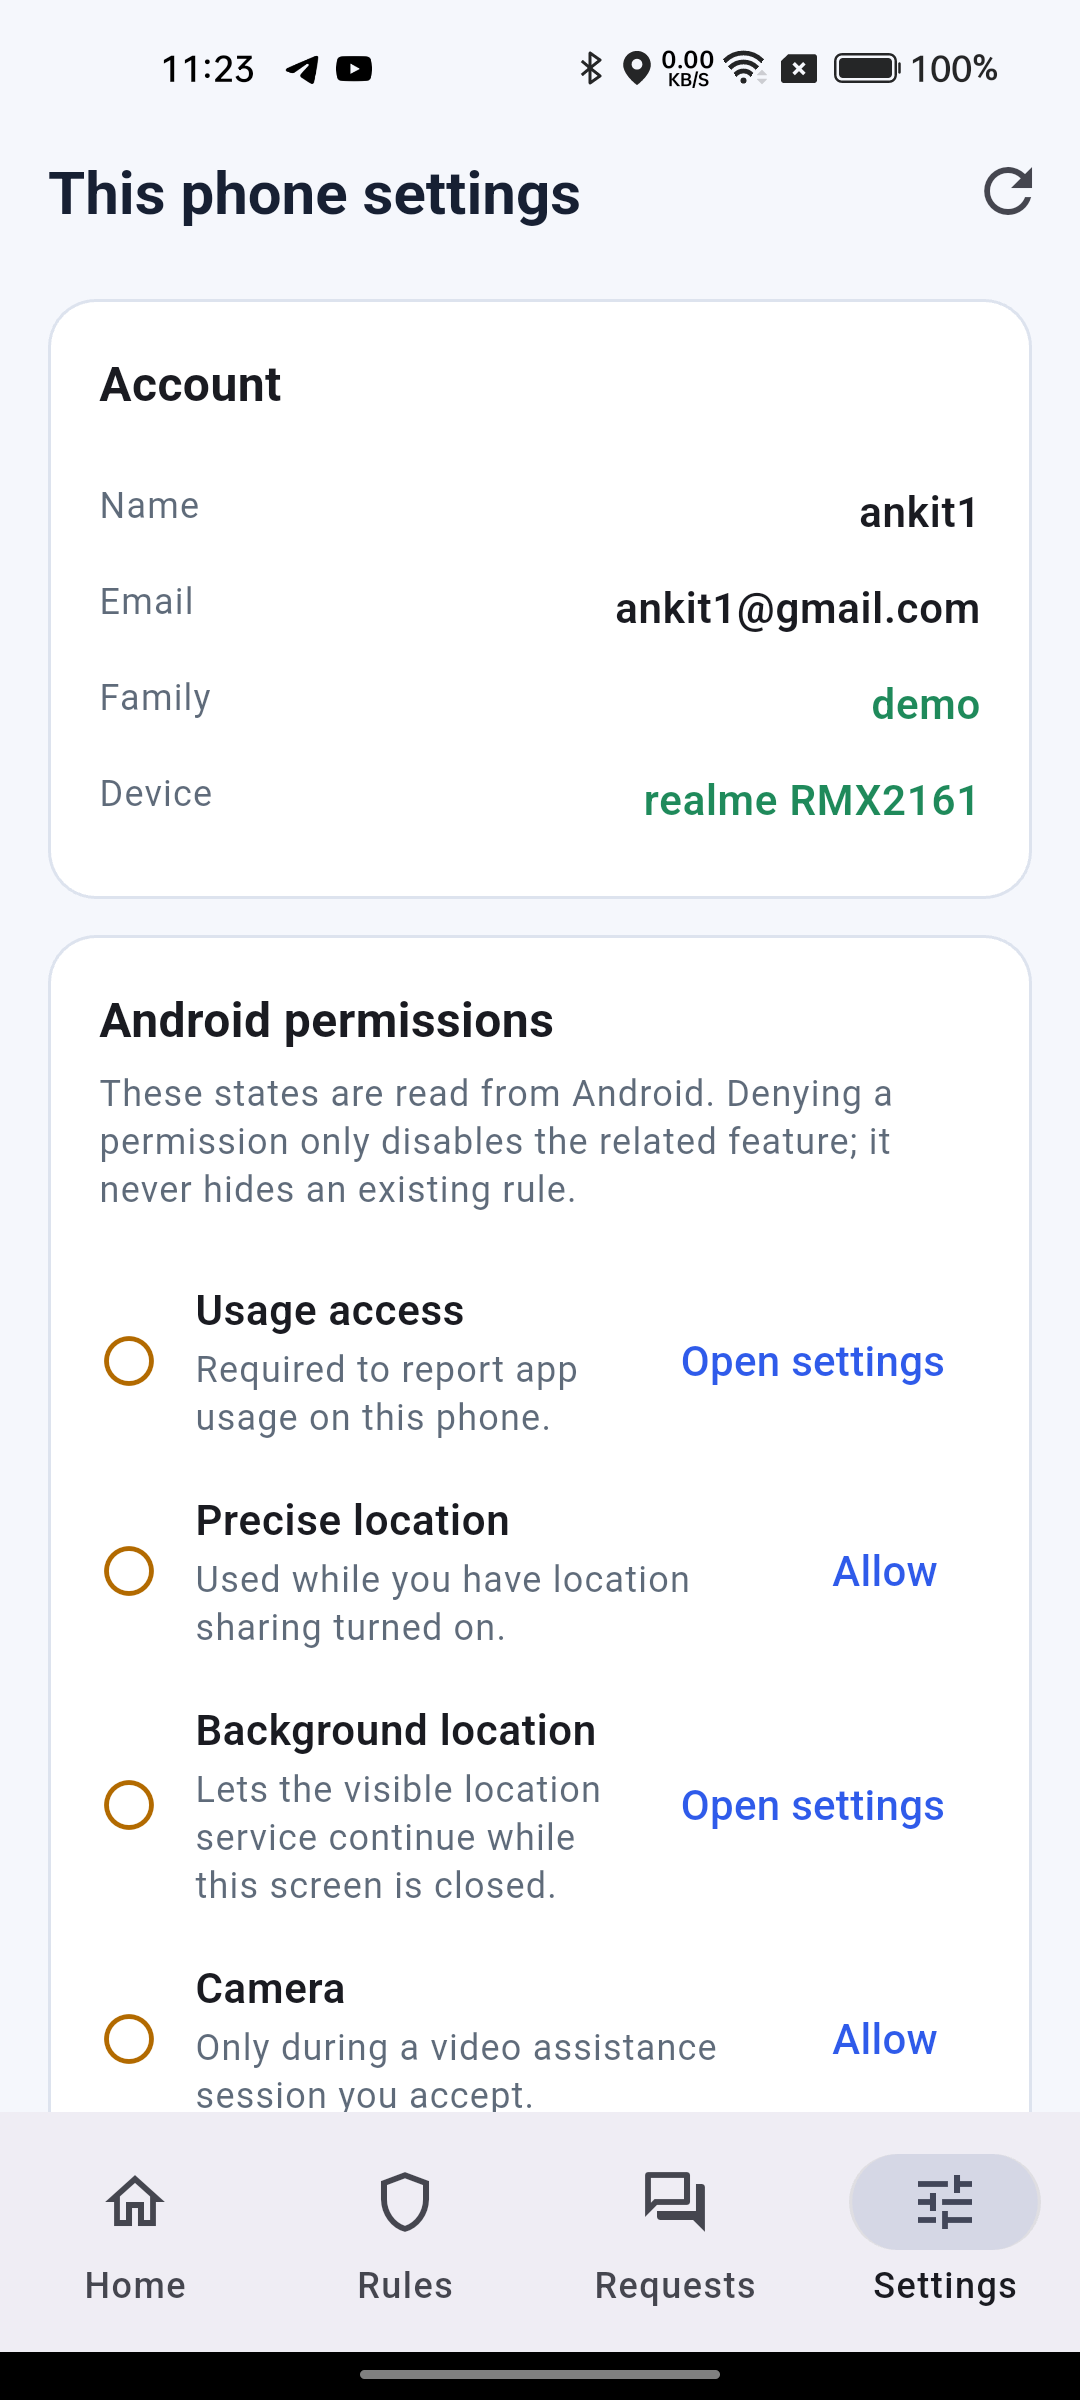 11:23 0.00 KB/S 100%
This phone settings
Account
Name ankit1
Email ankit1@gmail.com
Family demo
Device realme RMX2161
Android permissions
These states are read from Android. Denying a
permission only disables the related feature; it
never hides an existing rule.
Usage access
Required to report app
usage on this phone.
Open settings
Precise location
Used while you have location
sharing turned on.
Allow
Background location
Lets the visible location
service continue while
this screen is closed.
Open settings
Camera
Only during a video assistance
session you accept.
Allow
Home Rules Requests Settings